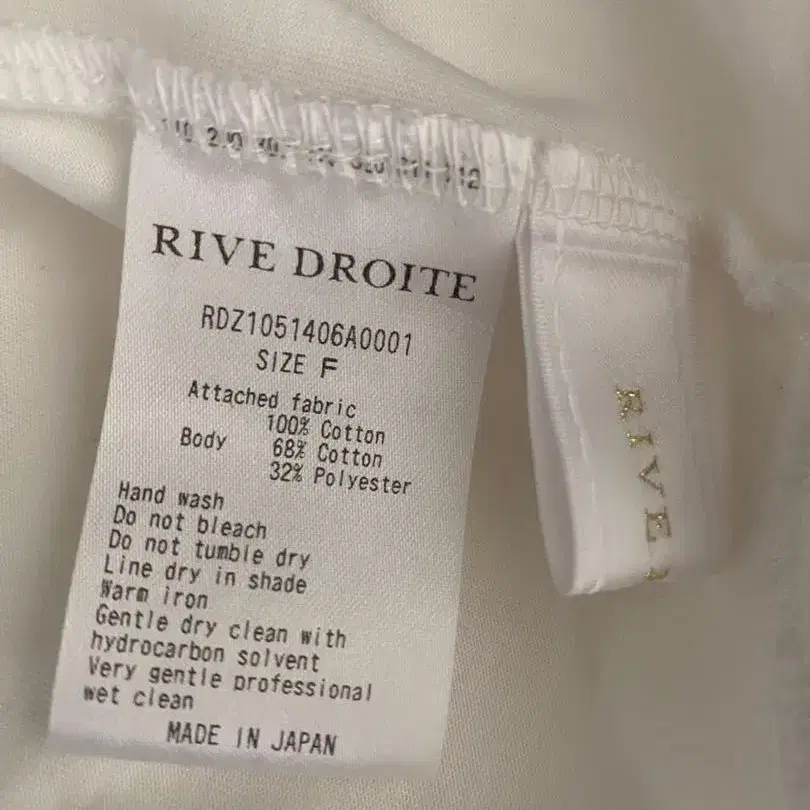 RIVE DROITE
RDZ1051406A0001
SIZE F
Attached fabric
100% Cotton
Body 68% Cotton
32% Polyester
Hand wash
Do not bleach
Do not tumble dry
Line dry in shade
Warm iron
Gentle dry clean with
hydrocarbon solvent
Very gentle professional
wet clean
MADE IN JAPAN
RIVE